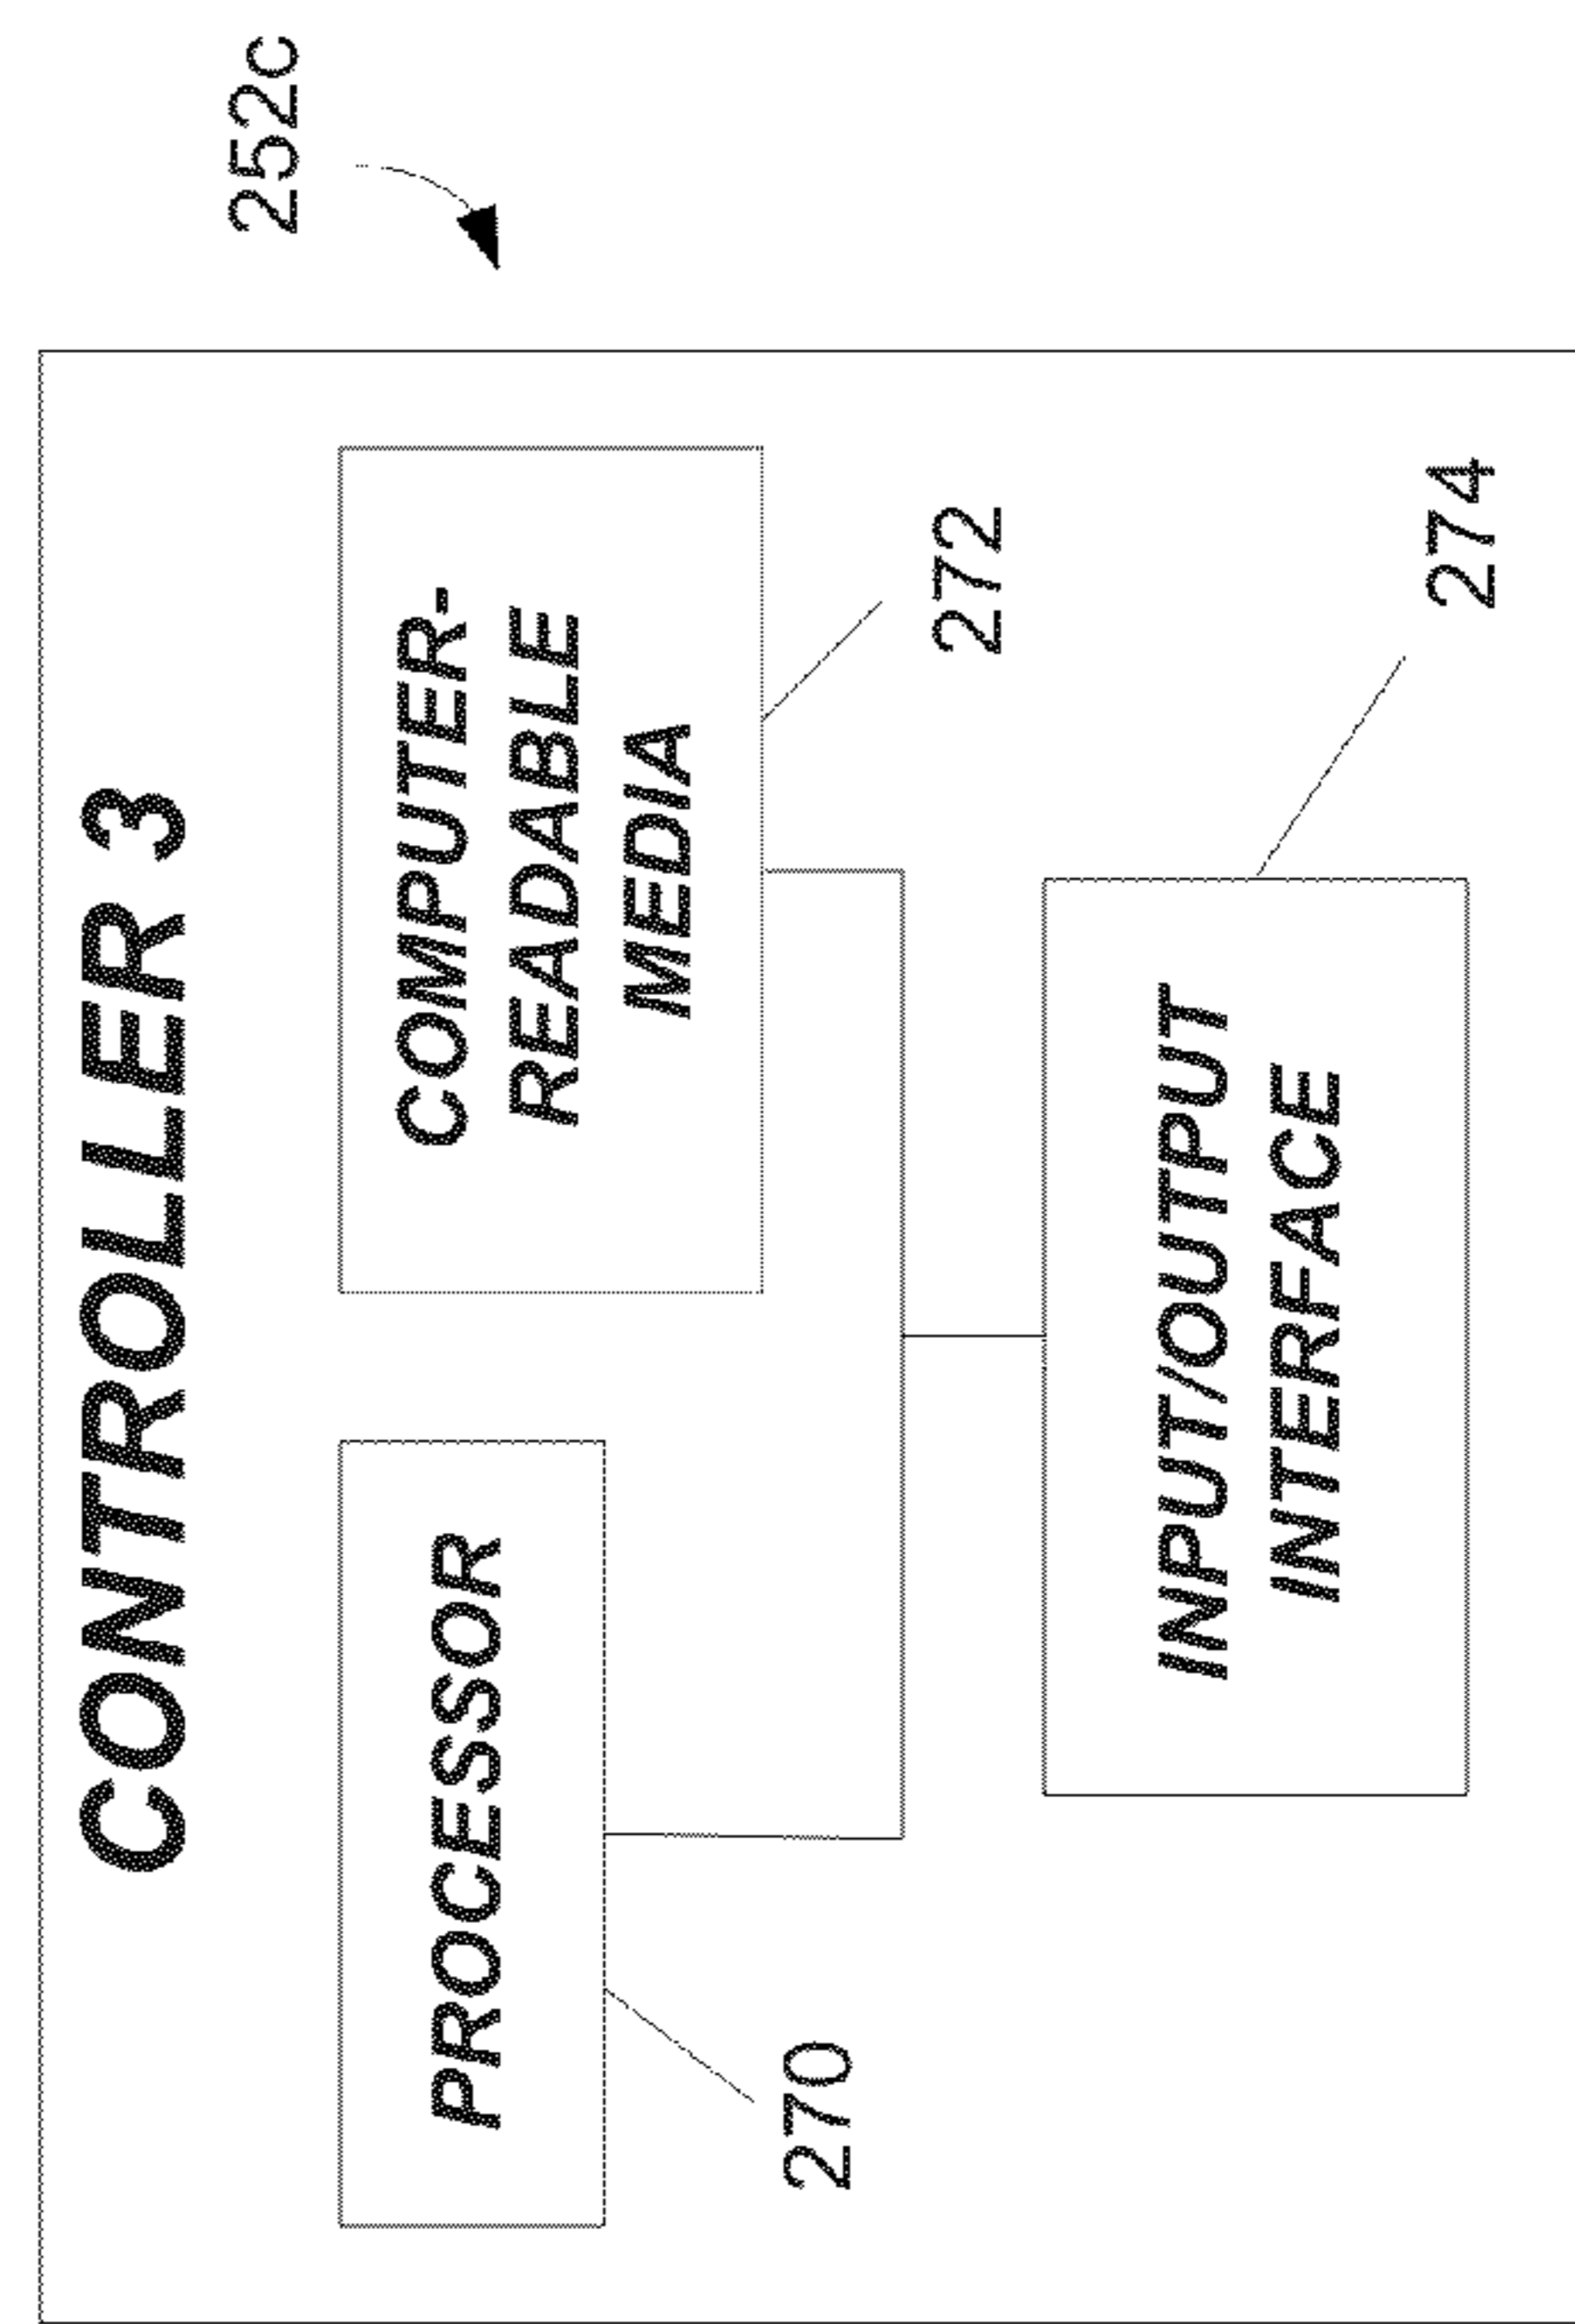 252c
CONTROLLER 3
PROCESSOR
COMPUTER-
READABLE
MEDIA
270
272
INPUT/OUTPUT
INTERFACE
274